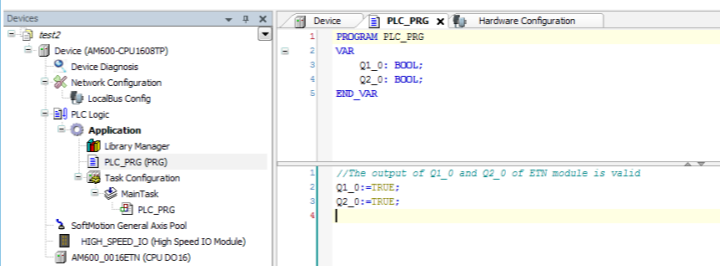 Devices
test2
Device (AM600-CPU1608TP)
Device Diagnosis
Network Configuration
LocalBus Config
PLC Logic
Application
Library Manager
PLC_PRG (PRG)
Task Configuration
MainTask
PLC_PRG
SoftMotion General Axis Pool
HIGH_SPEED_IO (High Speed IO Module)
AM600_0016ETN (CPU DO16)
Device PLC_PRG Hardware Configuration
1 PROGRAM PLC_PRG
2 VAR
3 Q1_0: BOOL;
4 Q2_0: BOOL;
5 END_VAR
1 //The output of Q1_0 and Q2_0 of ETN module is valid
2 Q1_0:=TRUE;
3 Q2_0:=TRUE;
4